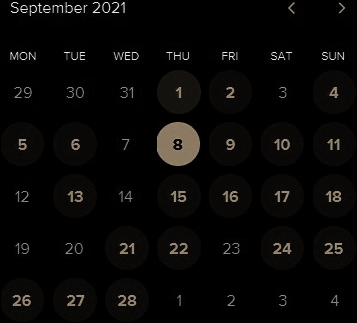 September 2021
MON TUE WED THU FRI SAT SUN
29 30 31 1 2 3 4
5 6 7 8 9 10 11
12 13 14 15 16 17 18
19 20 21 22 23 24 25
26 27 28 1 2 3 4